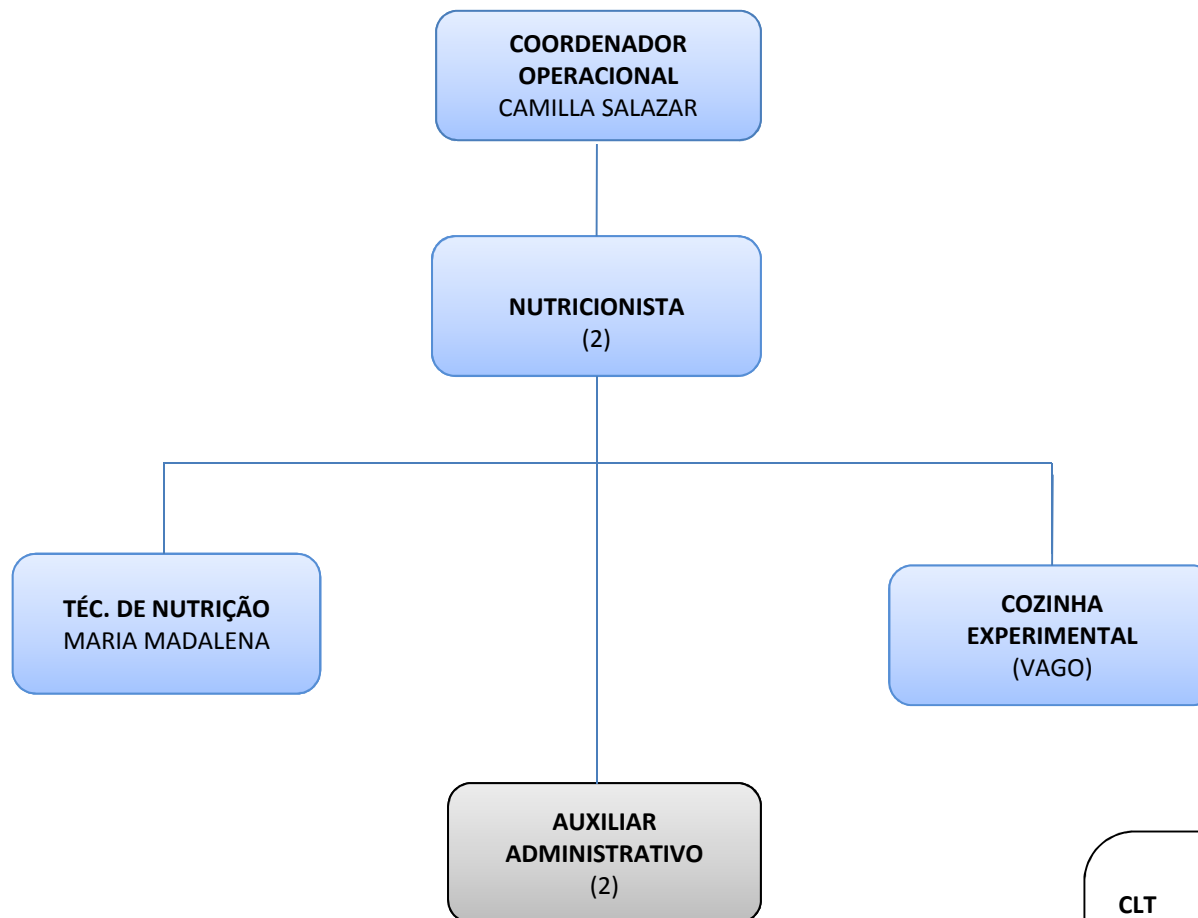 COORDENADOR
OPERACIONAL
CAMILLA SALAZAR
NUTRICIONISTA
(2)
TÉC. DE NUTRIÇÃO
MARIA MADALENA
COZINHA
EXPERIMENTAL
(VAGO)
AUXILIAR
ADMINISTRATIVO
(2)
CLT